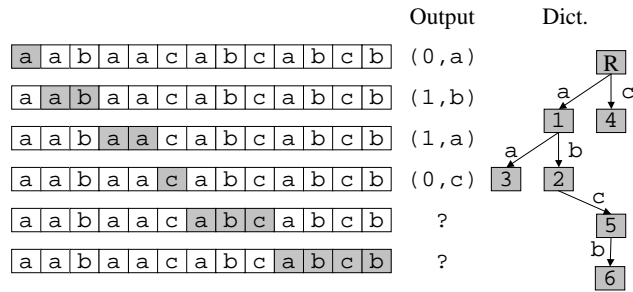 Output Dict.
a a b a a c a b c a b c b (0,a)
a a b a a c a b c a b c b (1,b)
a a b a a c a b c a b c b (1,a)
a a b a a c a b c a b c b (0,c)
a a b a a c a b c a b c b ?
a a b a a c a b c a b c b ?
R
a c
1 4
a b
3 2
c
5
b
6